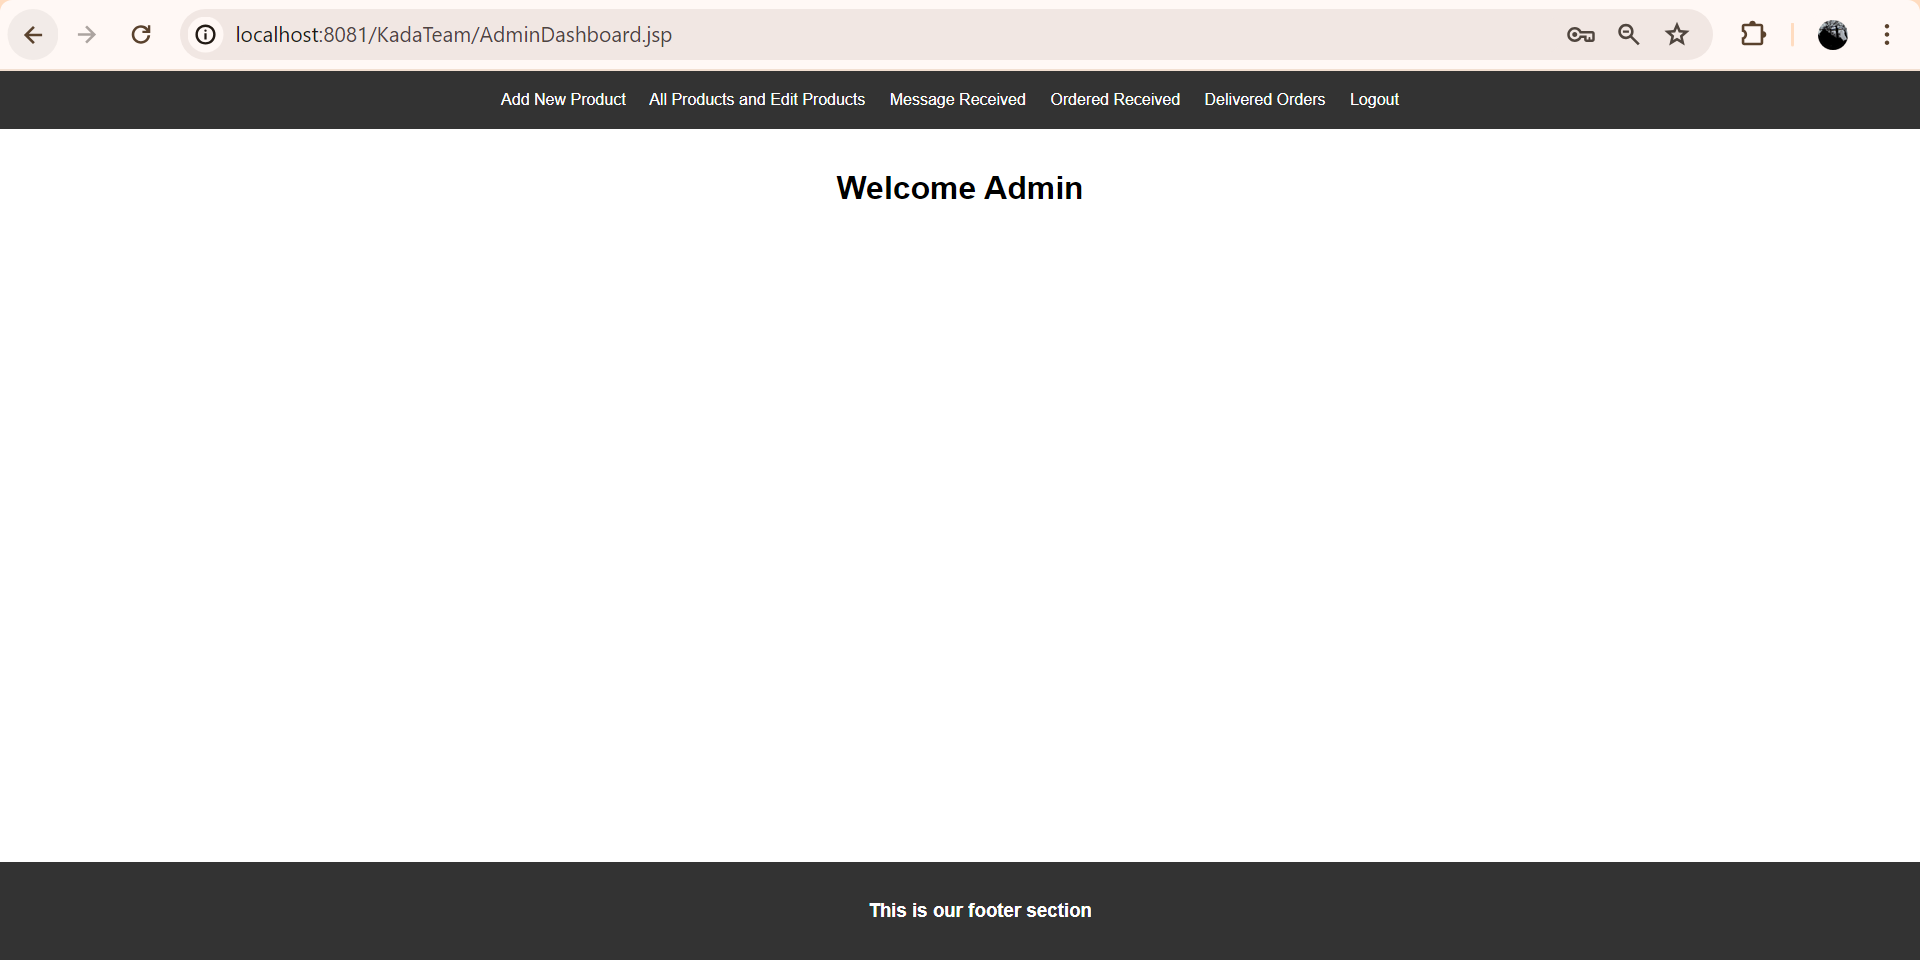 localhost:8081/KadaTeam/AdminDashboard.jsp
Add New Product All Products and Edit Products Message Received Ordered Received Delivered Orders Logout
Welcome Admin
This is our footer section